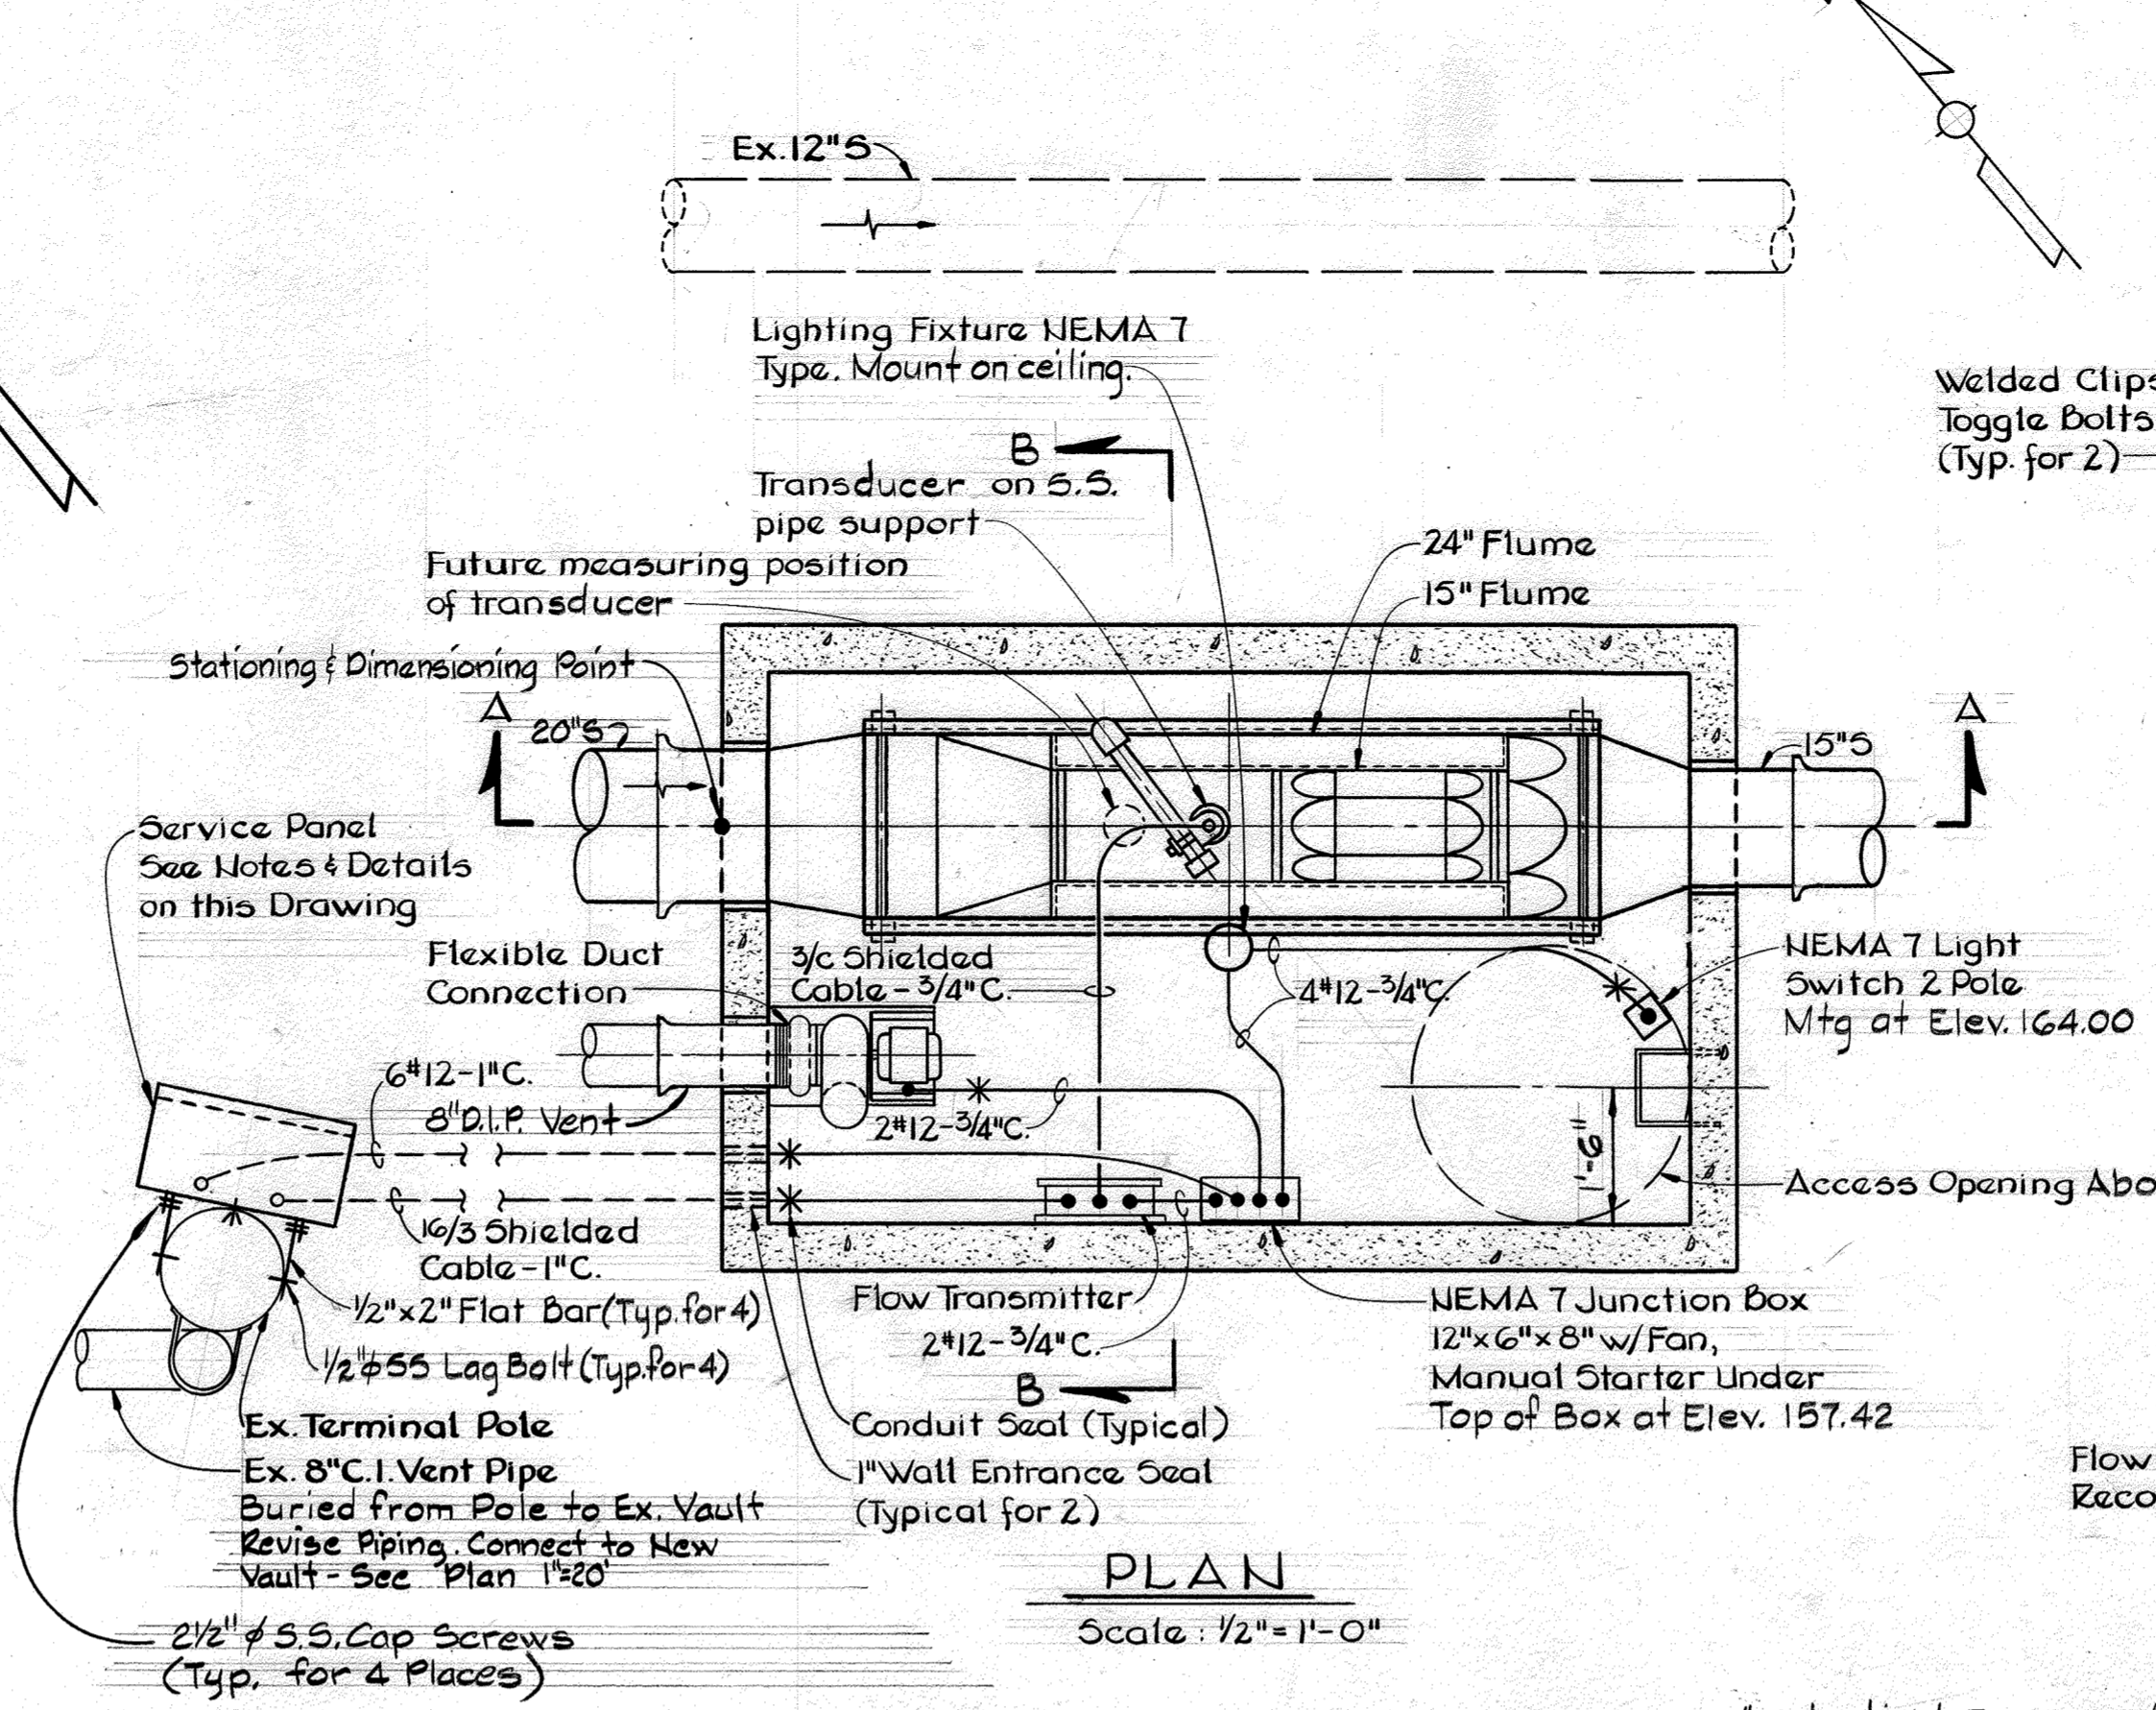 Ex. 12"S
Lighting Fixture NEMA 7
Type. Mount on ceiling.
B
Transducer on S.S.
pipe support
Future measuring position
of transducer
24" Flume
15" Flume
Welded Clips
Toggle Bolts
(Typ. for 2)
Stationing & Dimensioning Point
A
20"S
A
15"S
Service Panel
See Notes & Details
on this Drawing
Flexible Duct
Connection
3/c Shielded
Cable - 3/4"C.
4#12-3/4"C.
NEMA 7 Light
Switch 2 Pole
Mtg at Elev. 164.00
6#12-1"C.
8"D.I.P. Vent
2#12-3/4"C.
1'-9"
Access Opening Abo
16/3 Shielded
Cable-1"C.
1/2"x2" Flat Bar (Typ. for 4)
1/2"ϕSS Lag Bolt (Typ. for 4)
Flow Transmitter
2#12-3/4"C.
B
NEMA 7 Junction Box
12"x6"x8" w/Fan,
Manual Starter Under
Top of Box at Elev. 157.42
Ex. Terminal Pole
Ex. 8"C.I. Vent Pipe
Buried from Pole to Ex. Vault
Revise Piping. Connect to New
Vault - See Plan 1"=20'
Conduit Seal (Typical)
1" Wall Entrance Seal
(Typical for 2)
Flow
Reco
2 1/2" ϕ S.S. Cap Screws
(Typ. for 4 Places)
PLAN
Scale: 1/2"=1'-0"